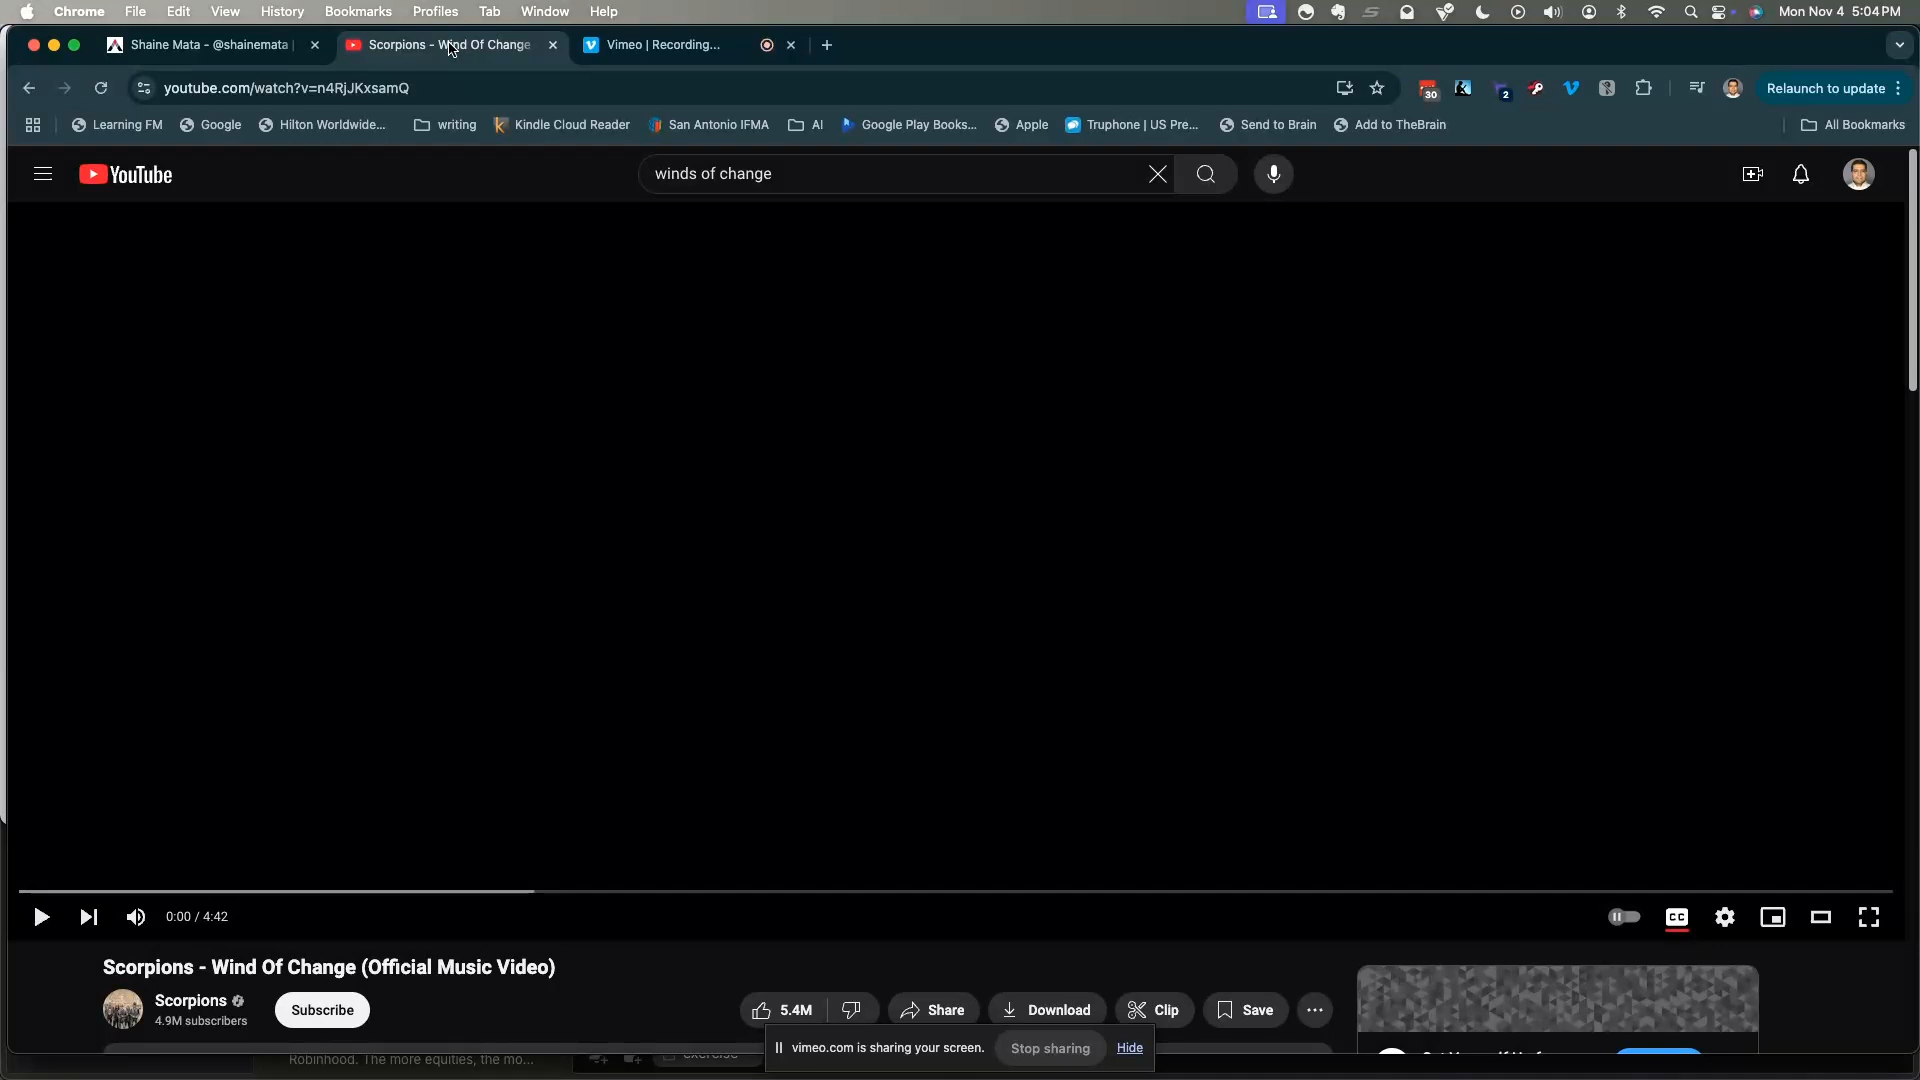 Chrome File Edit View History Bookmarks Profiles Tab Window Help Mon Nov 4 5:04 PM
Shaine Mata - @shainemata | Scorpions - Wind Of Change Vimeo | Recording...
youtube.com/watch?v=n4RjJKxsamQ 30 2 Relaunch to update
Learning FM Google Hilton Worldwide... writing Kindle Cloud Reader San Antonio IFMA AI Google Play Books... Apple Truphone | US Pre... Send to Brain Add to TheBrain All Bookmarks
YouTube winds of change
0:00 / 4:42 CC
Scorpions - Wind Of Change (Official Music Video)
Scorpions
4.9M subscribers
Subscribe 5.4M Share Download Clip Save
vimeo.com is sharing your screen. Stop sharing Hide
Robinhood. The more equities, the mo...